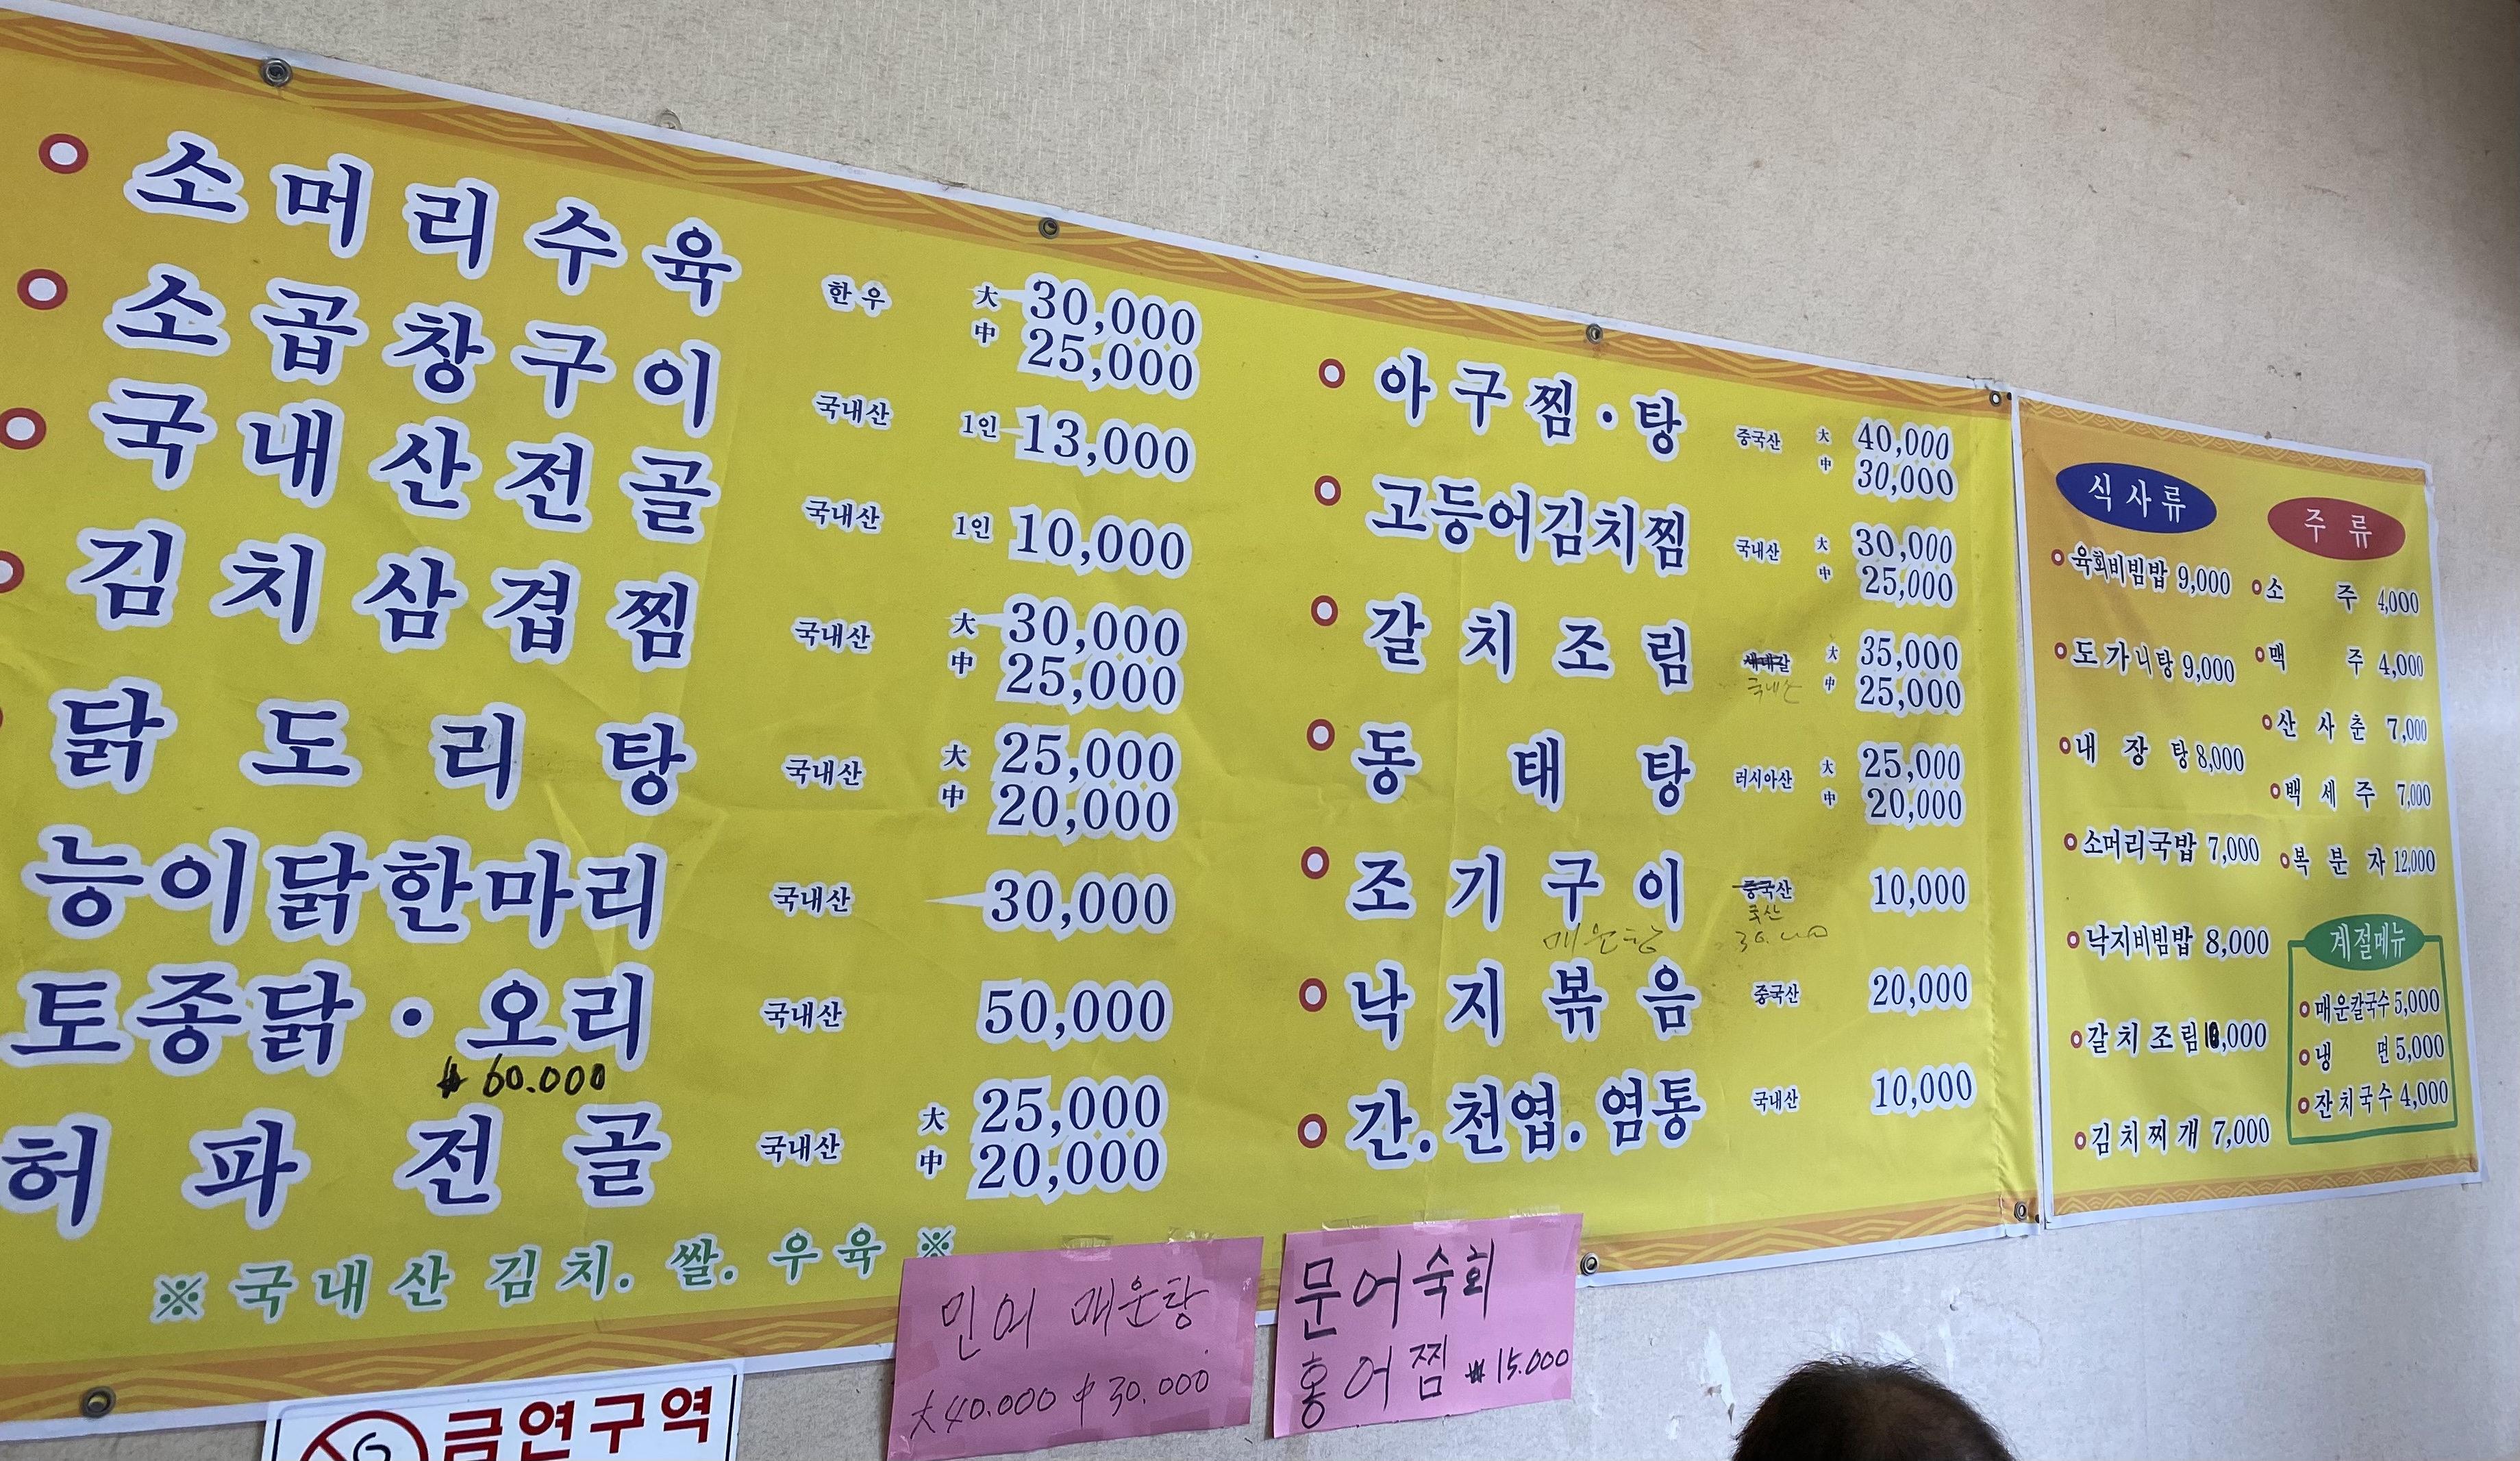 소머리수육 한우 大 30,000
中 25,000
소곱창구이 국내산 1인 13,000
국내산전골 국내산 1인 10,000
김치삼겹찜 국내산 大 30,000
中 25,000
닭도리탕 국내산 大 25,000
中 20,000
능이닭한마리 국내산 30,000
토종닭·오리 국내산 50,000
₩60.000
허파전골 국내산 大 25,000
中 20,000
※국내산 김치. 쌀. 우육※
아구찜·탕 중국산 大 40,000
中 30,000
고등어김치찜 국내산 大 30,000
中 25,000
갈치조림 大 35,000
국내산 中 25,000
동태탕 러시아산 大 25,000
中 20,000
조기구이 중국산 10,000
국산
매운탕
낙지볶음 중국산 20,000
간.천엽.염통 국내산 10,000
식사류
육회비빔밥 9,000
도가니탕 9,000
내장탕 8,000
소머리국밥 7,000
낙지비빔밥 8,000
갈치조림
김치찌개 7,000
주류
소주 4,000
맥주 4,000
산사춘 7,000
백세주 7,000
복분자 12,000
계절메뉴
매운칼국수 5,000
냉면 5,000
잔치국수 4,000
민어 매운탕
大40.000 中30.000
문어숙회
홍어찜 ₩15.000
금연구역